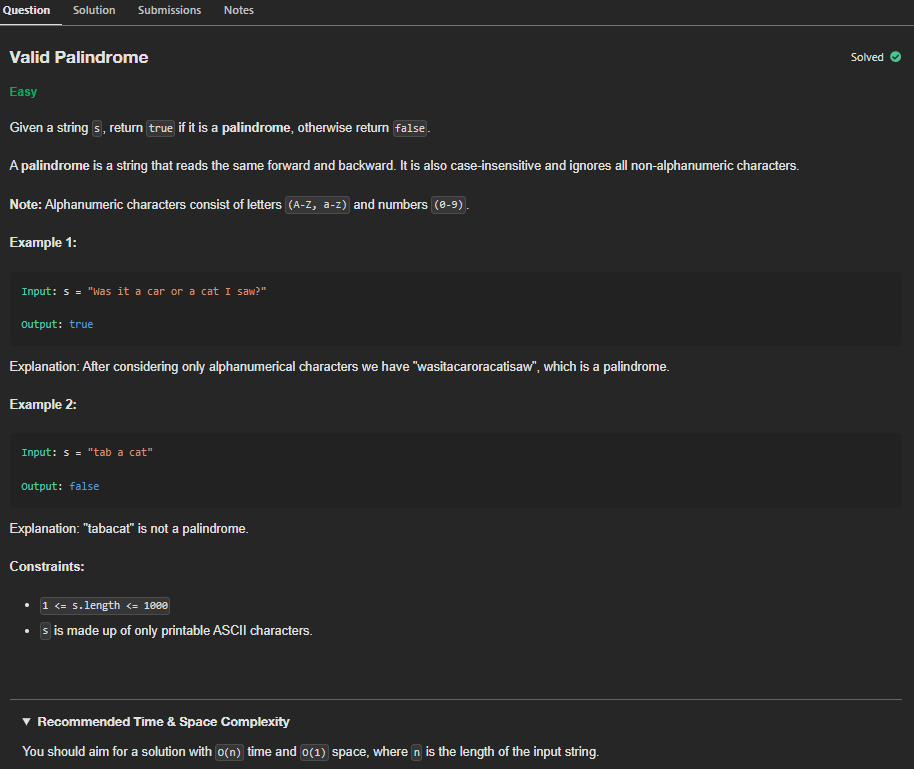 Question Solution Submissions Notes
Valid Palindrome
Solved
Easy
Given a string s, return true if it is a palindrome, otherwise return false.
A palindrome is a string that reads the same forward and backward. It is also case-insensitive and ignores all non-alphanumeric characters.
Note: Alphanumeric characters consist of letters (A-Z, a-z) and numbers (0-9).
Example 1:
Input: s = "Was it a car or a cat I saw?"
Output: true
Explanation: After considering only alphanumerical characters we have "wasitacaroracatisaw", which is a palindrome.
Example 2:
Input: s = "tab a cat"
Output: false
Explanation: "tabacat" is not a palindrome.
Constraints:
• 1 <= s.length <= 1000
• s is made up of only printable ASCII characters.
▼ Recommended Time & Space Complexity
You should aim for a solution with O(n) time and O(1) space, where n is the length of the input string.